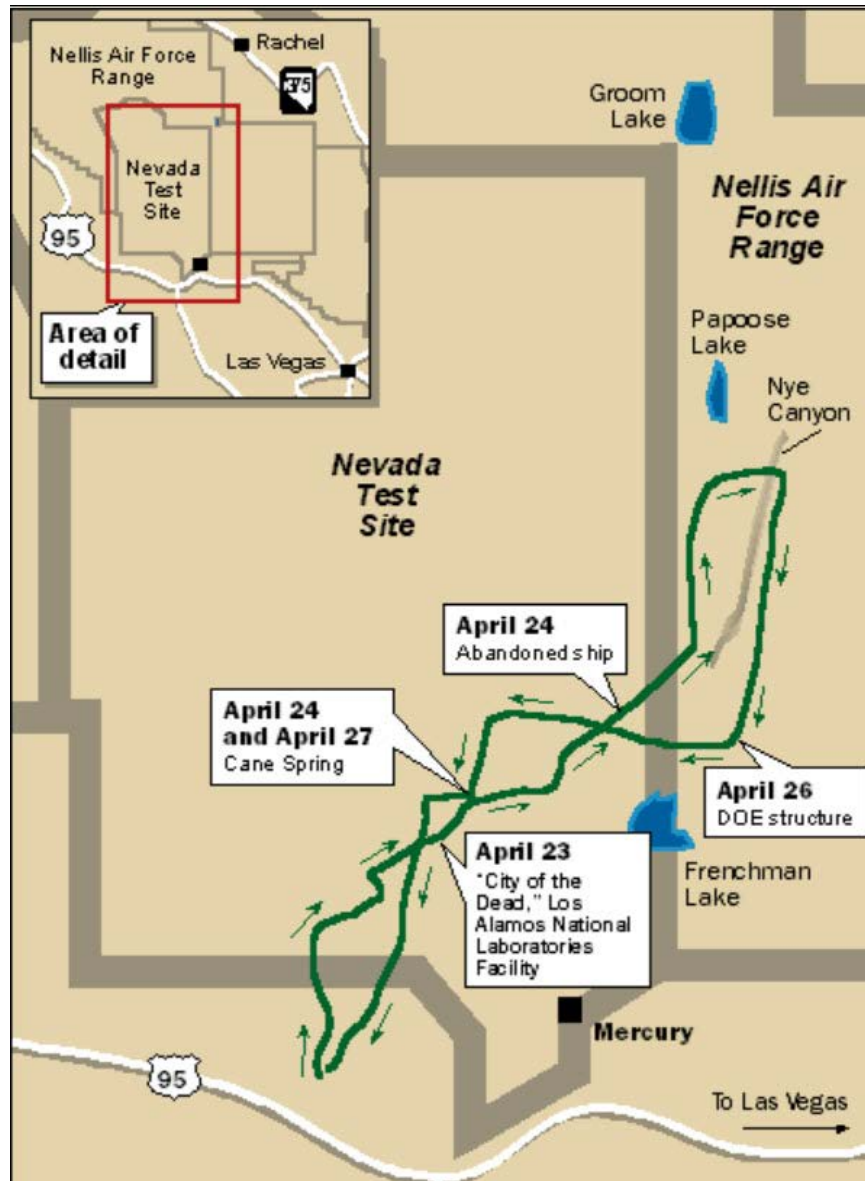 Rachel
Nellis Air Force
Range
375
Nevada
Test
Site
95
Area of
detail
Las Vegas
Groom
Lake
Nellis Air
Force
Range
Papoose
Lake
Nye
Canyon
Nevada
Test
Site
April 24
Abandoned ship
April 24
and April 27
Cane Spring
April 26
DOE structure
April 23
"City of the
Dead," Los
Alamos National
Laboratories
Facility
Frenchman
Lake
Mercury
95
To Las Vegas